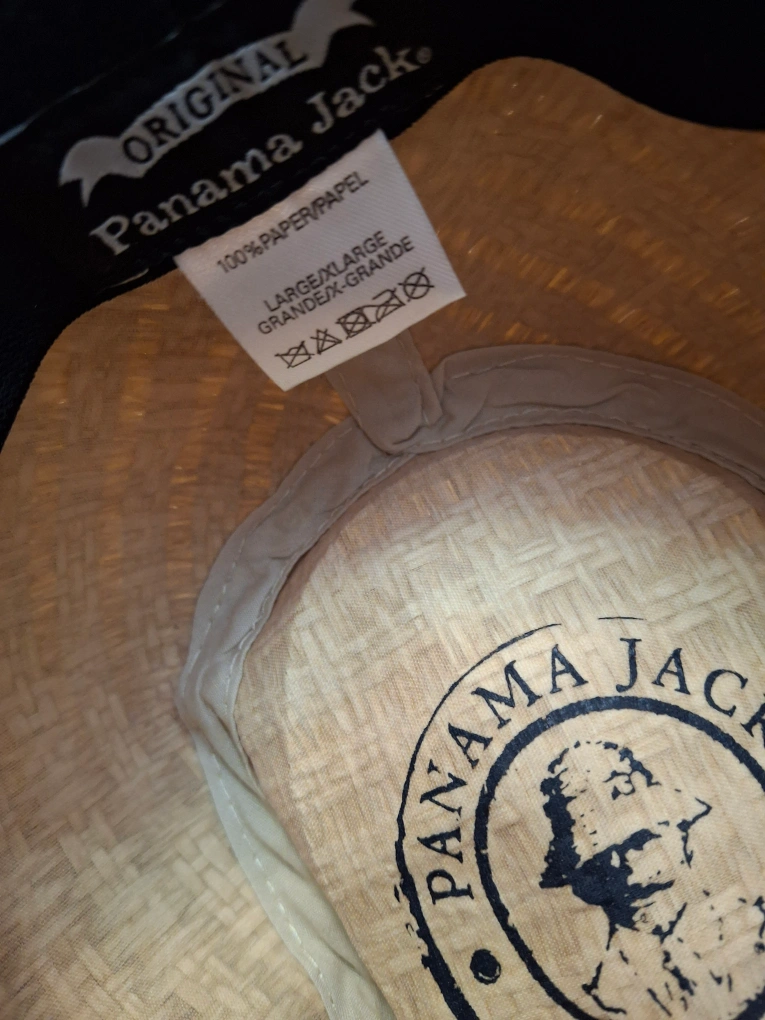 ORIGINAL
Panama Jack®
100%PAPER/PAPEL
LARGE/XLARGE
GRANDE/X-GRANDE
PANAMA JACK